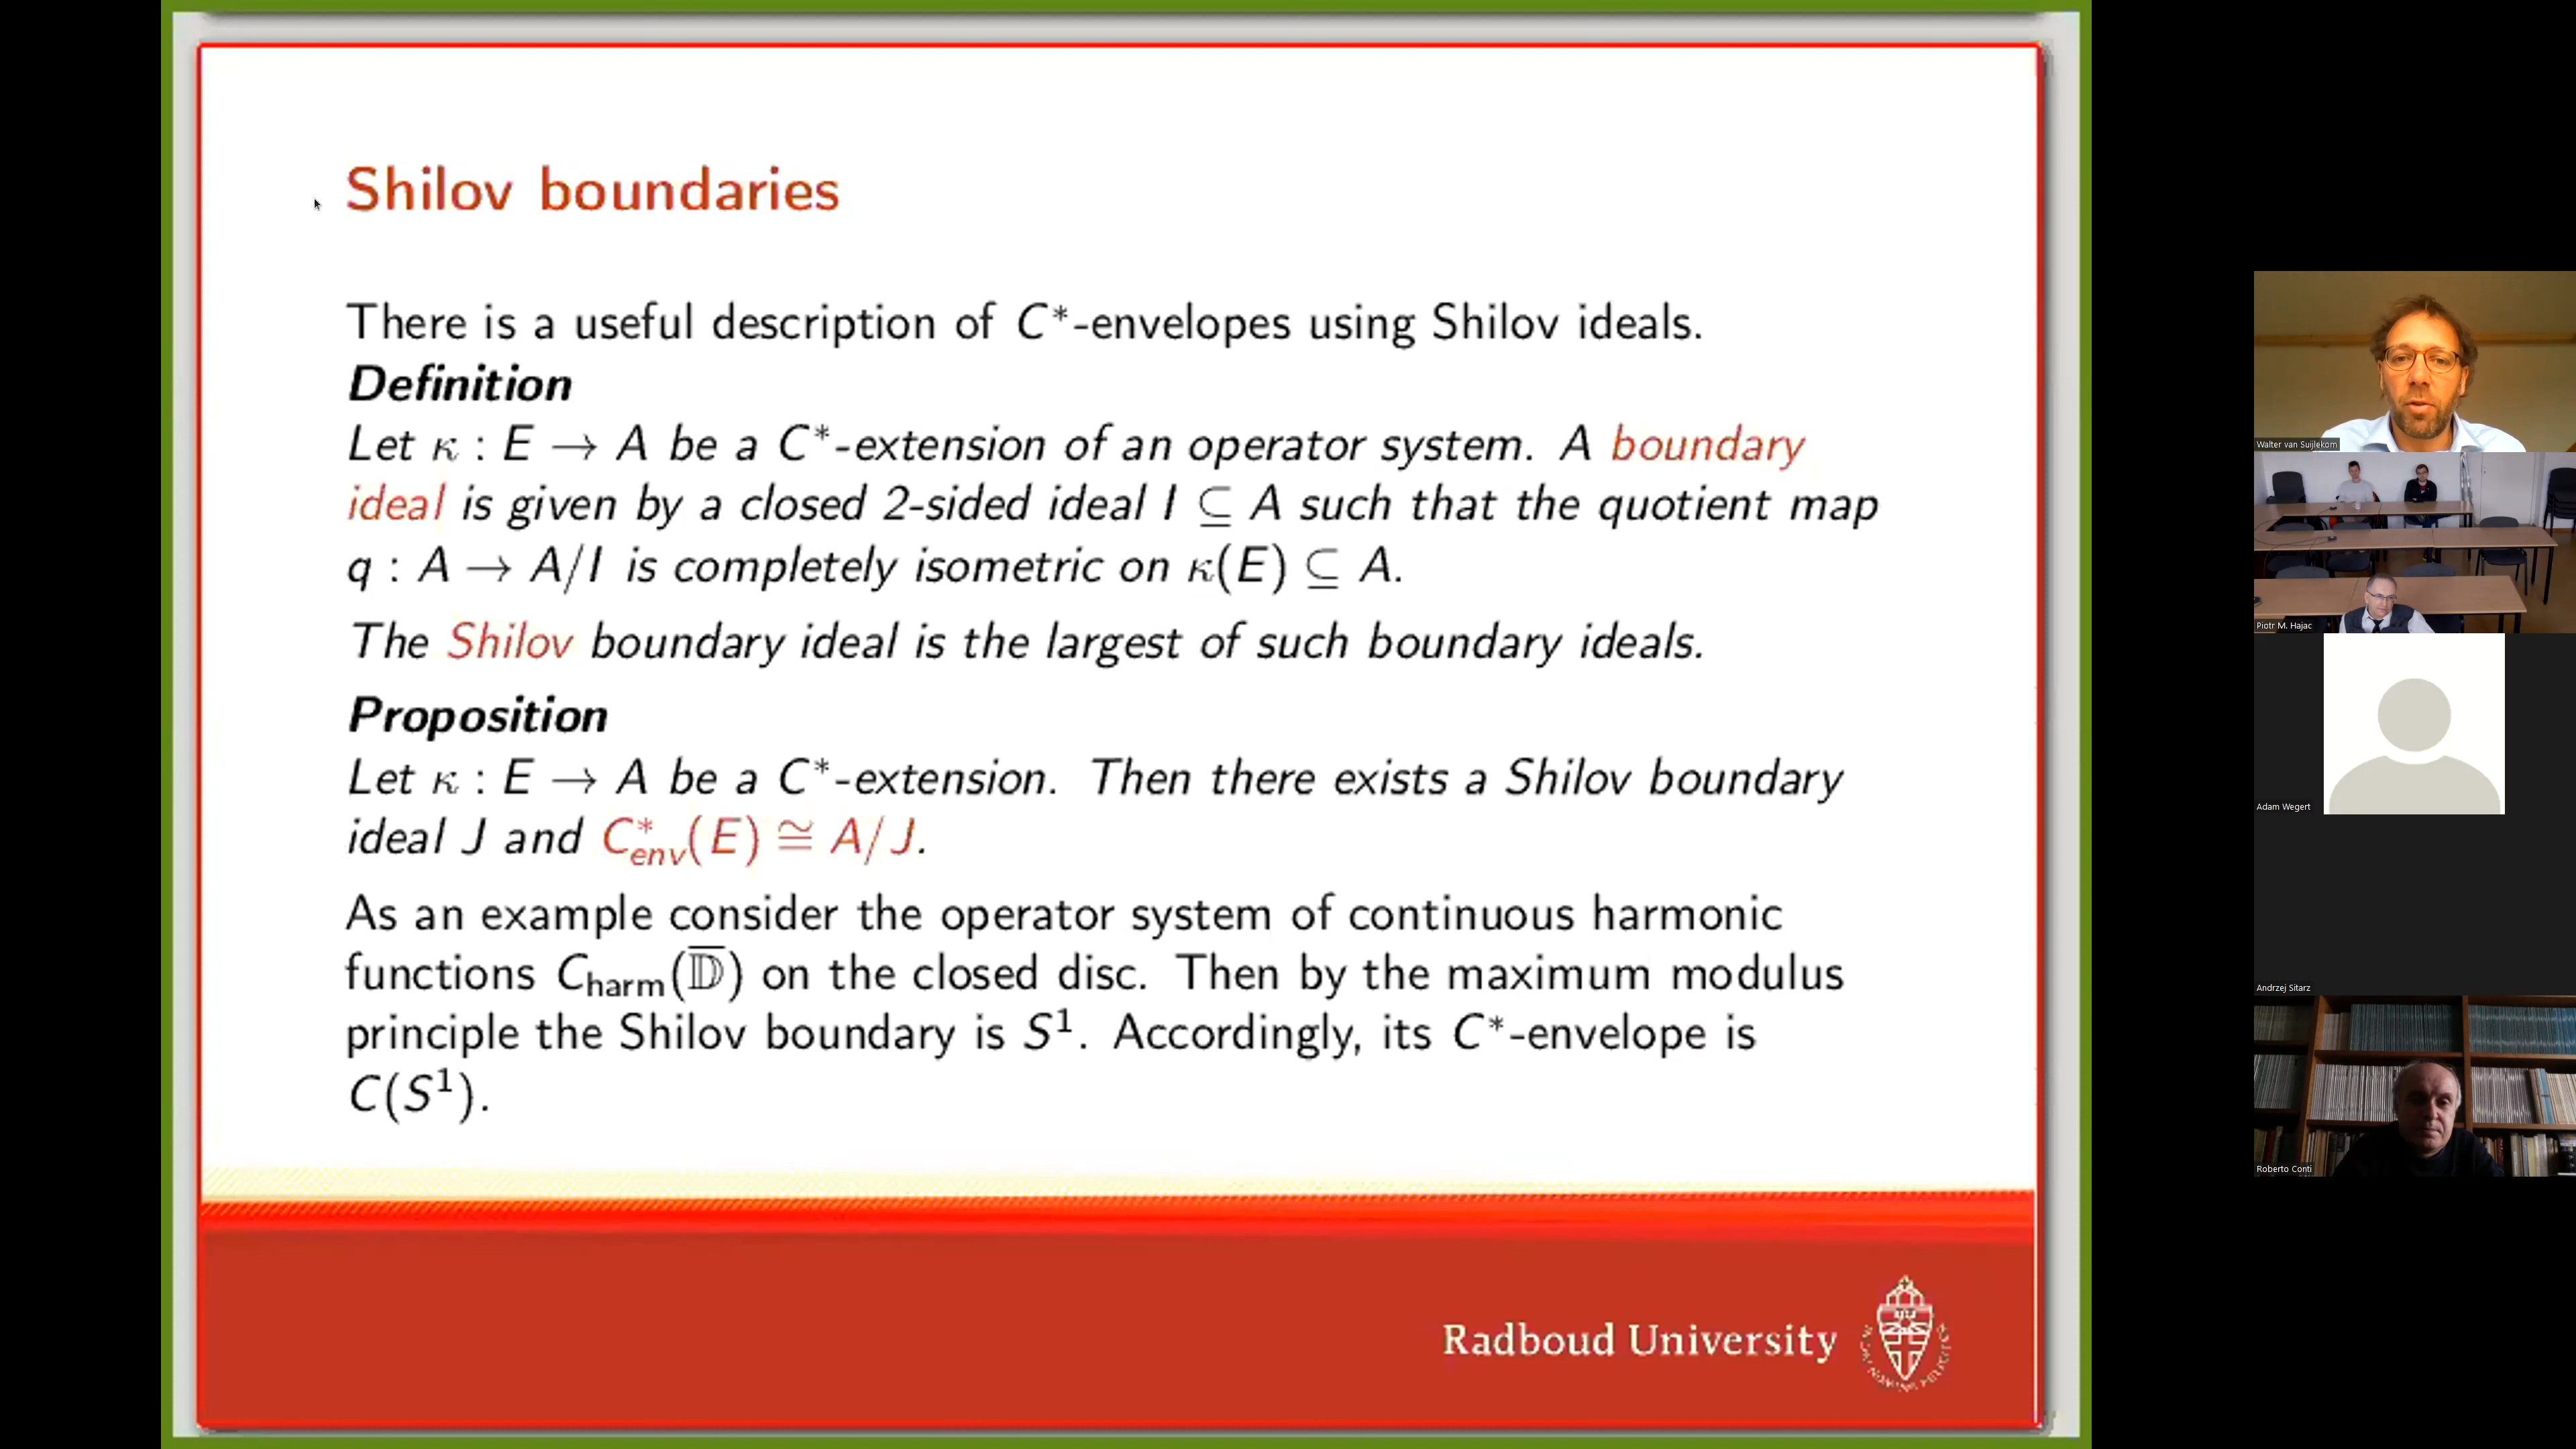 Shilov boundaries
There is a useful description of C*-envelopes using Shilov ideals.
Definition
Let κ : E → A be a C*-extension of an operator system. A boundary
ideal is given by a closed 2-sided ideal I ⊆ A such that the quotient map
q : A → A/I is completely isometric on κ(E) ⊆ A.
The Shilov boundary ideal is the largest of such boundary ideals.
Proposition
Let κ : E → A be a C*-extension. Then there exists a Shilov boundary
ideal J and C*env(E) ≅ A/J.
As an example consider the operator system of continuous harmonic
functions Charm(𝔻̅) on the closed disc. Then by the maximum modulus
principle the Shilov boundary is S¹. Accordingly, its C*-envelope is
C(S¹).
Radboud University
Walter van Suijlekom
Piotr M. Hajac
Adam Wegert
Andrzej Sitarz
Roberto Conti